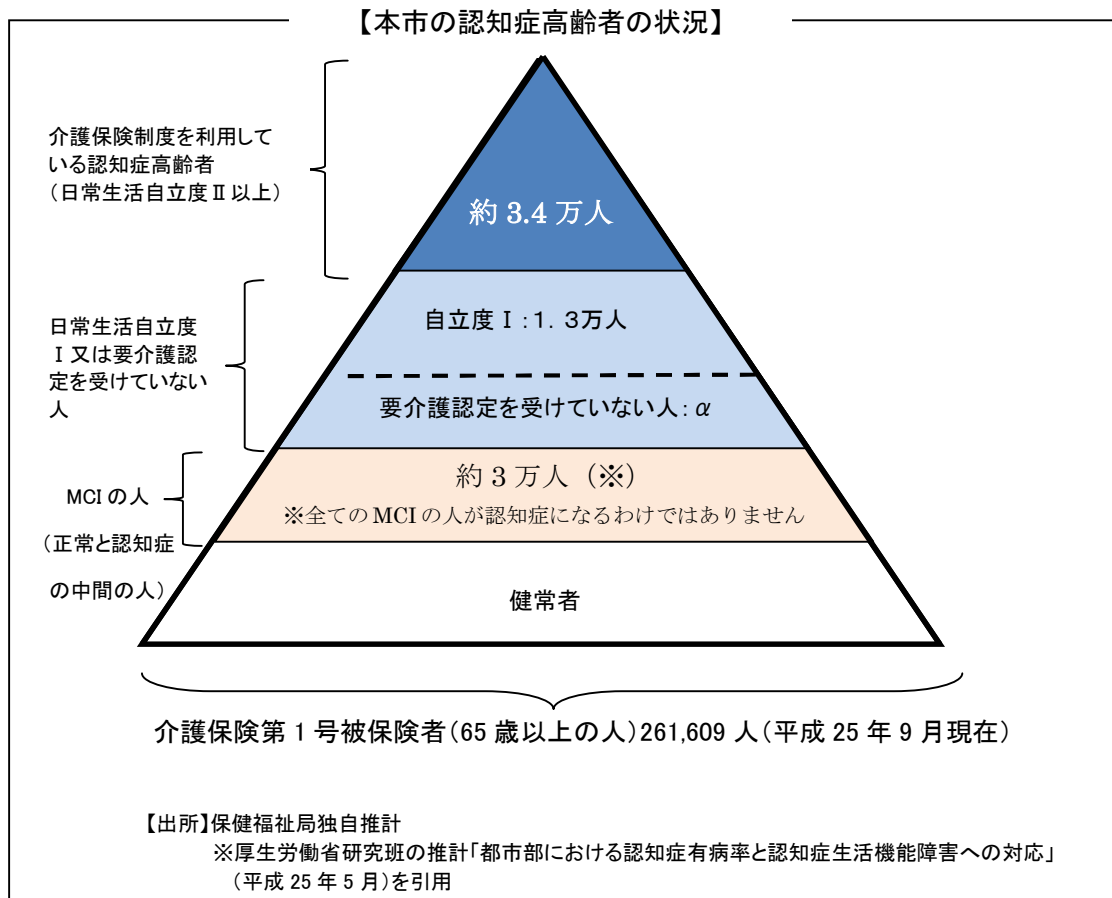 【本市の認知症高齢者の状況】
介護保険制度を利用して
いる認知症高齢者
（日常生活自立度Ⅱ以上）
約 3.4 万人
日常生活自立度
Ⅰ又は要介護認
定を受けていない
人
自立度Ⅰ：１．３万人
要介護認定を受けていない人：α
MCI の人
（正常と認知症
の中間の人）
約 3 万人（※）
※全ての MCI の人が認知症になるわけではありません
健常者
介護保険第 1 号被保険者（65 歳以上の人）261,609 人（平成 25 年 9 月現在）
【出所】保健福祉局独自推計
※厚生労働省研究班の推計「都市部における認知症有病率と認知症生活機能障害への対応」
（平成 25 年 5 月）を引用